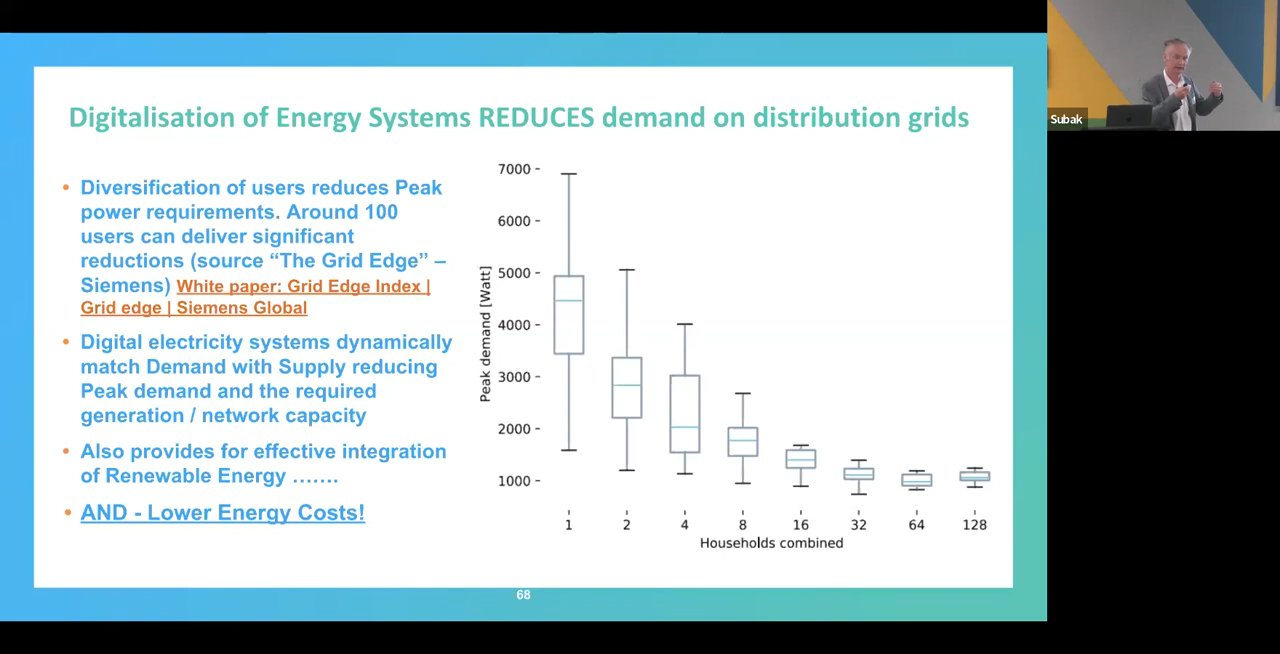 Digitalisation of Energy Systems REDUCES demand on distribution grids
• Diversification of users reduces Peak
power requirements. Around 100
users can deliver significant
reductions (source “The Grid Edge” –
Siemens) White paper: Grid Edge Index |
Grid edge | Siemens Global
• Digital electricity systems dynamically
match Demand with Supply reducing
Peak demand and the required
generation / network capacity
• Also provides for effective integration
of Renewable Energy …….
• AND - Lower Energy Costs!
Peak demand [Watt]
7000
6000
5000
4000
3000
2000
1000
1 2 4 8 16 32 64 128
Households combined
68
Subak